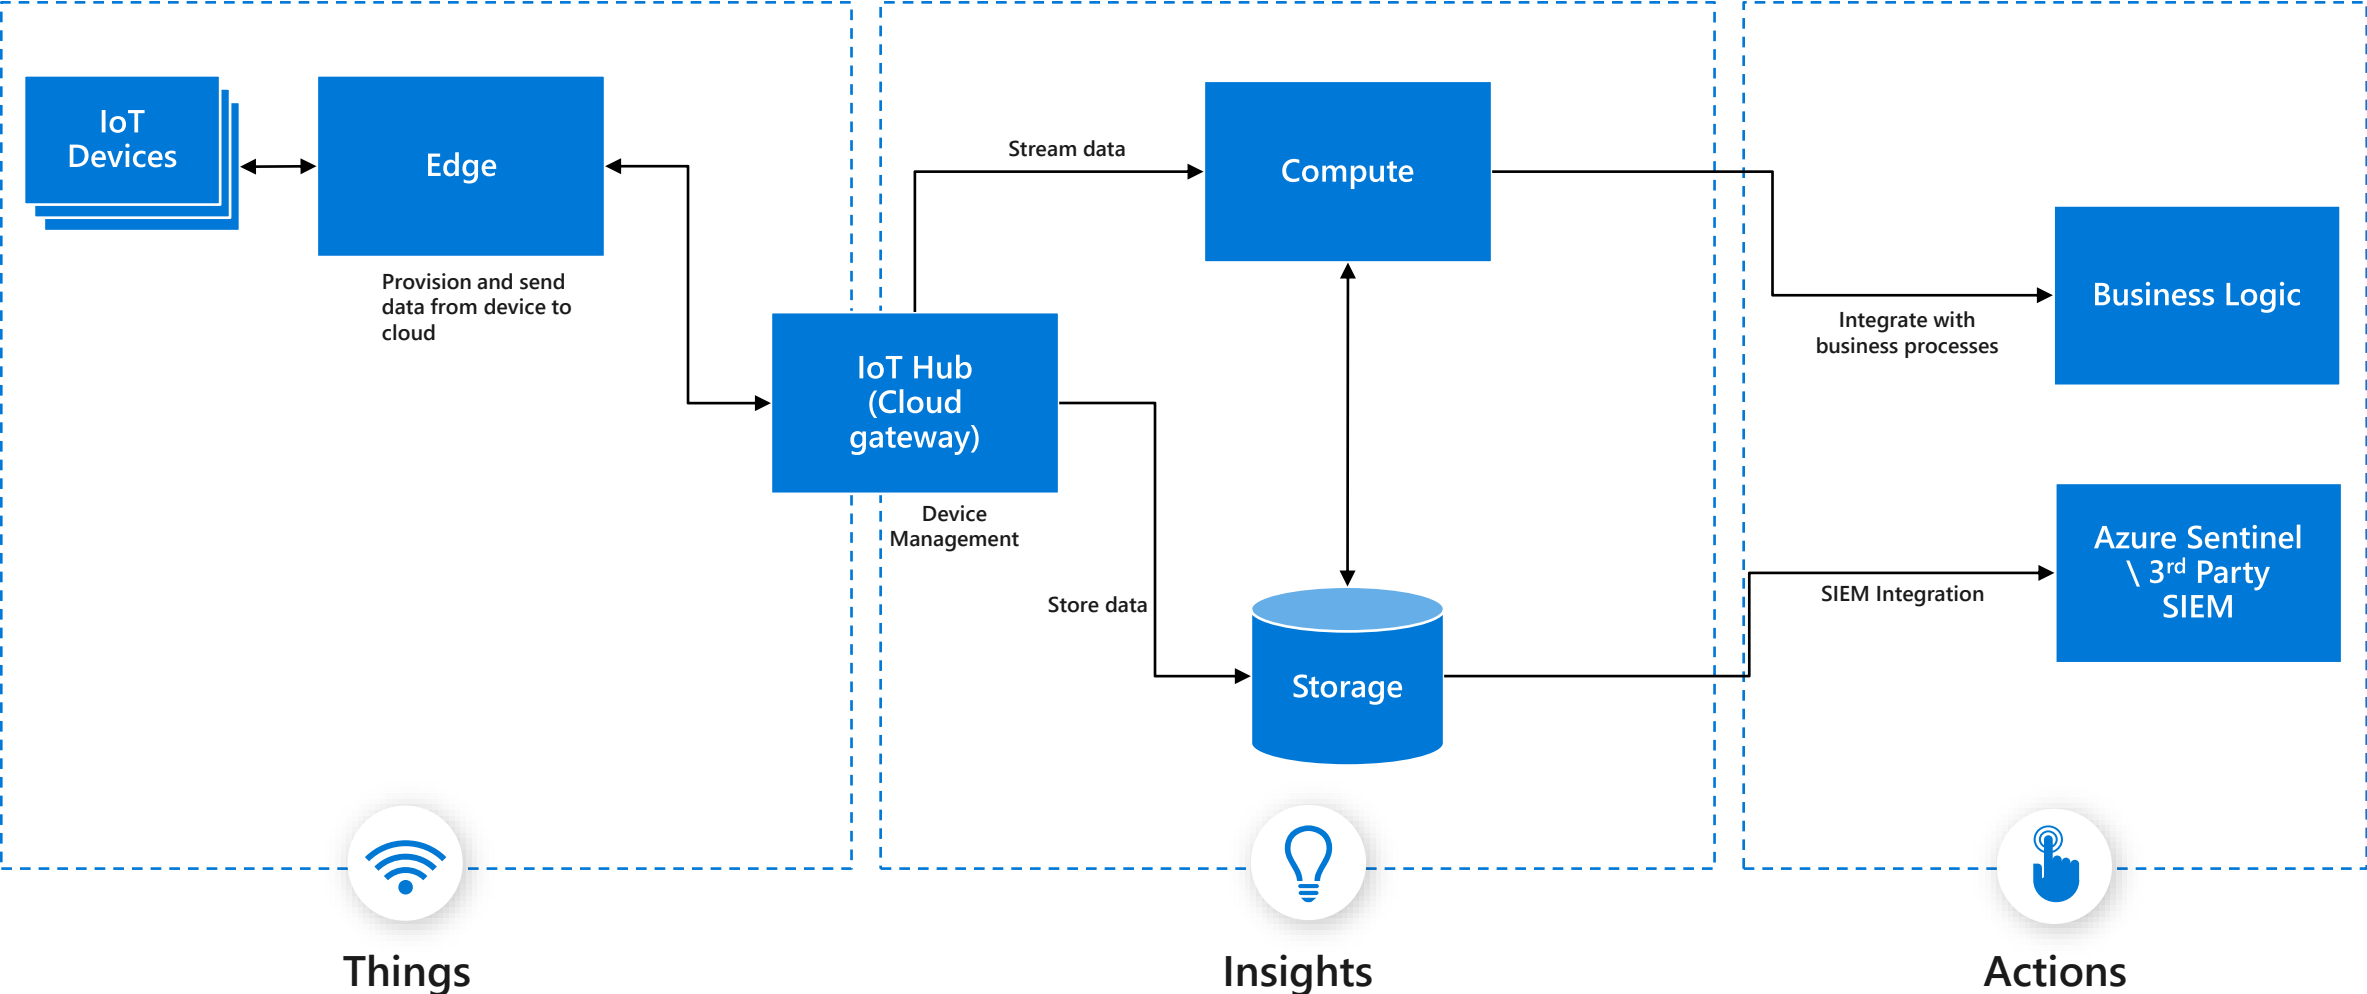 IoT
Devices
Edge
Provision and send
data from device to
cloud
IoT Hub
(Cloud
gateway)
Device
Management
Stream data
Store data
Compute
Storage
Integrate with
business processes
Business Logic
SIEM Integration
Azure Sentinel
\ 3rd Party
SIEM
Things
Insights
Actions